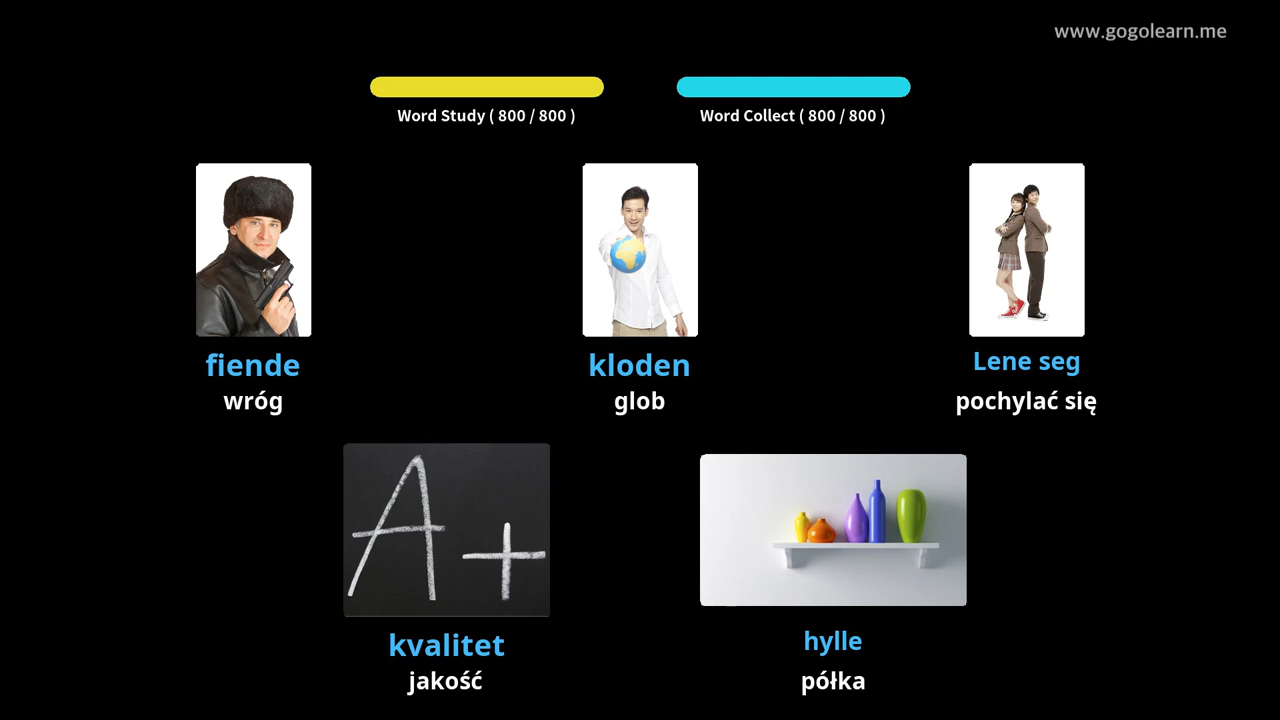 www.gogolearn.me
Word Study ( 800 / 800 )
Word Collect ( 800 / 800 )
fiende
wróg
kloden
glob
Lene seg
pochylać się
A+
kvalitet
jakość
hylle
półka